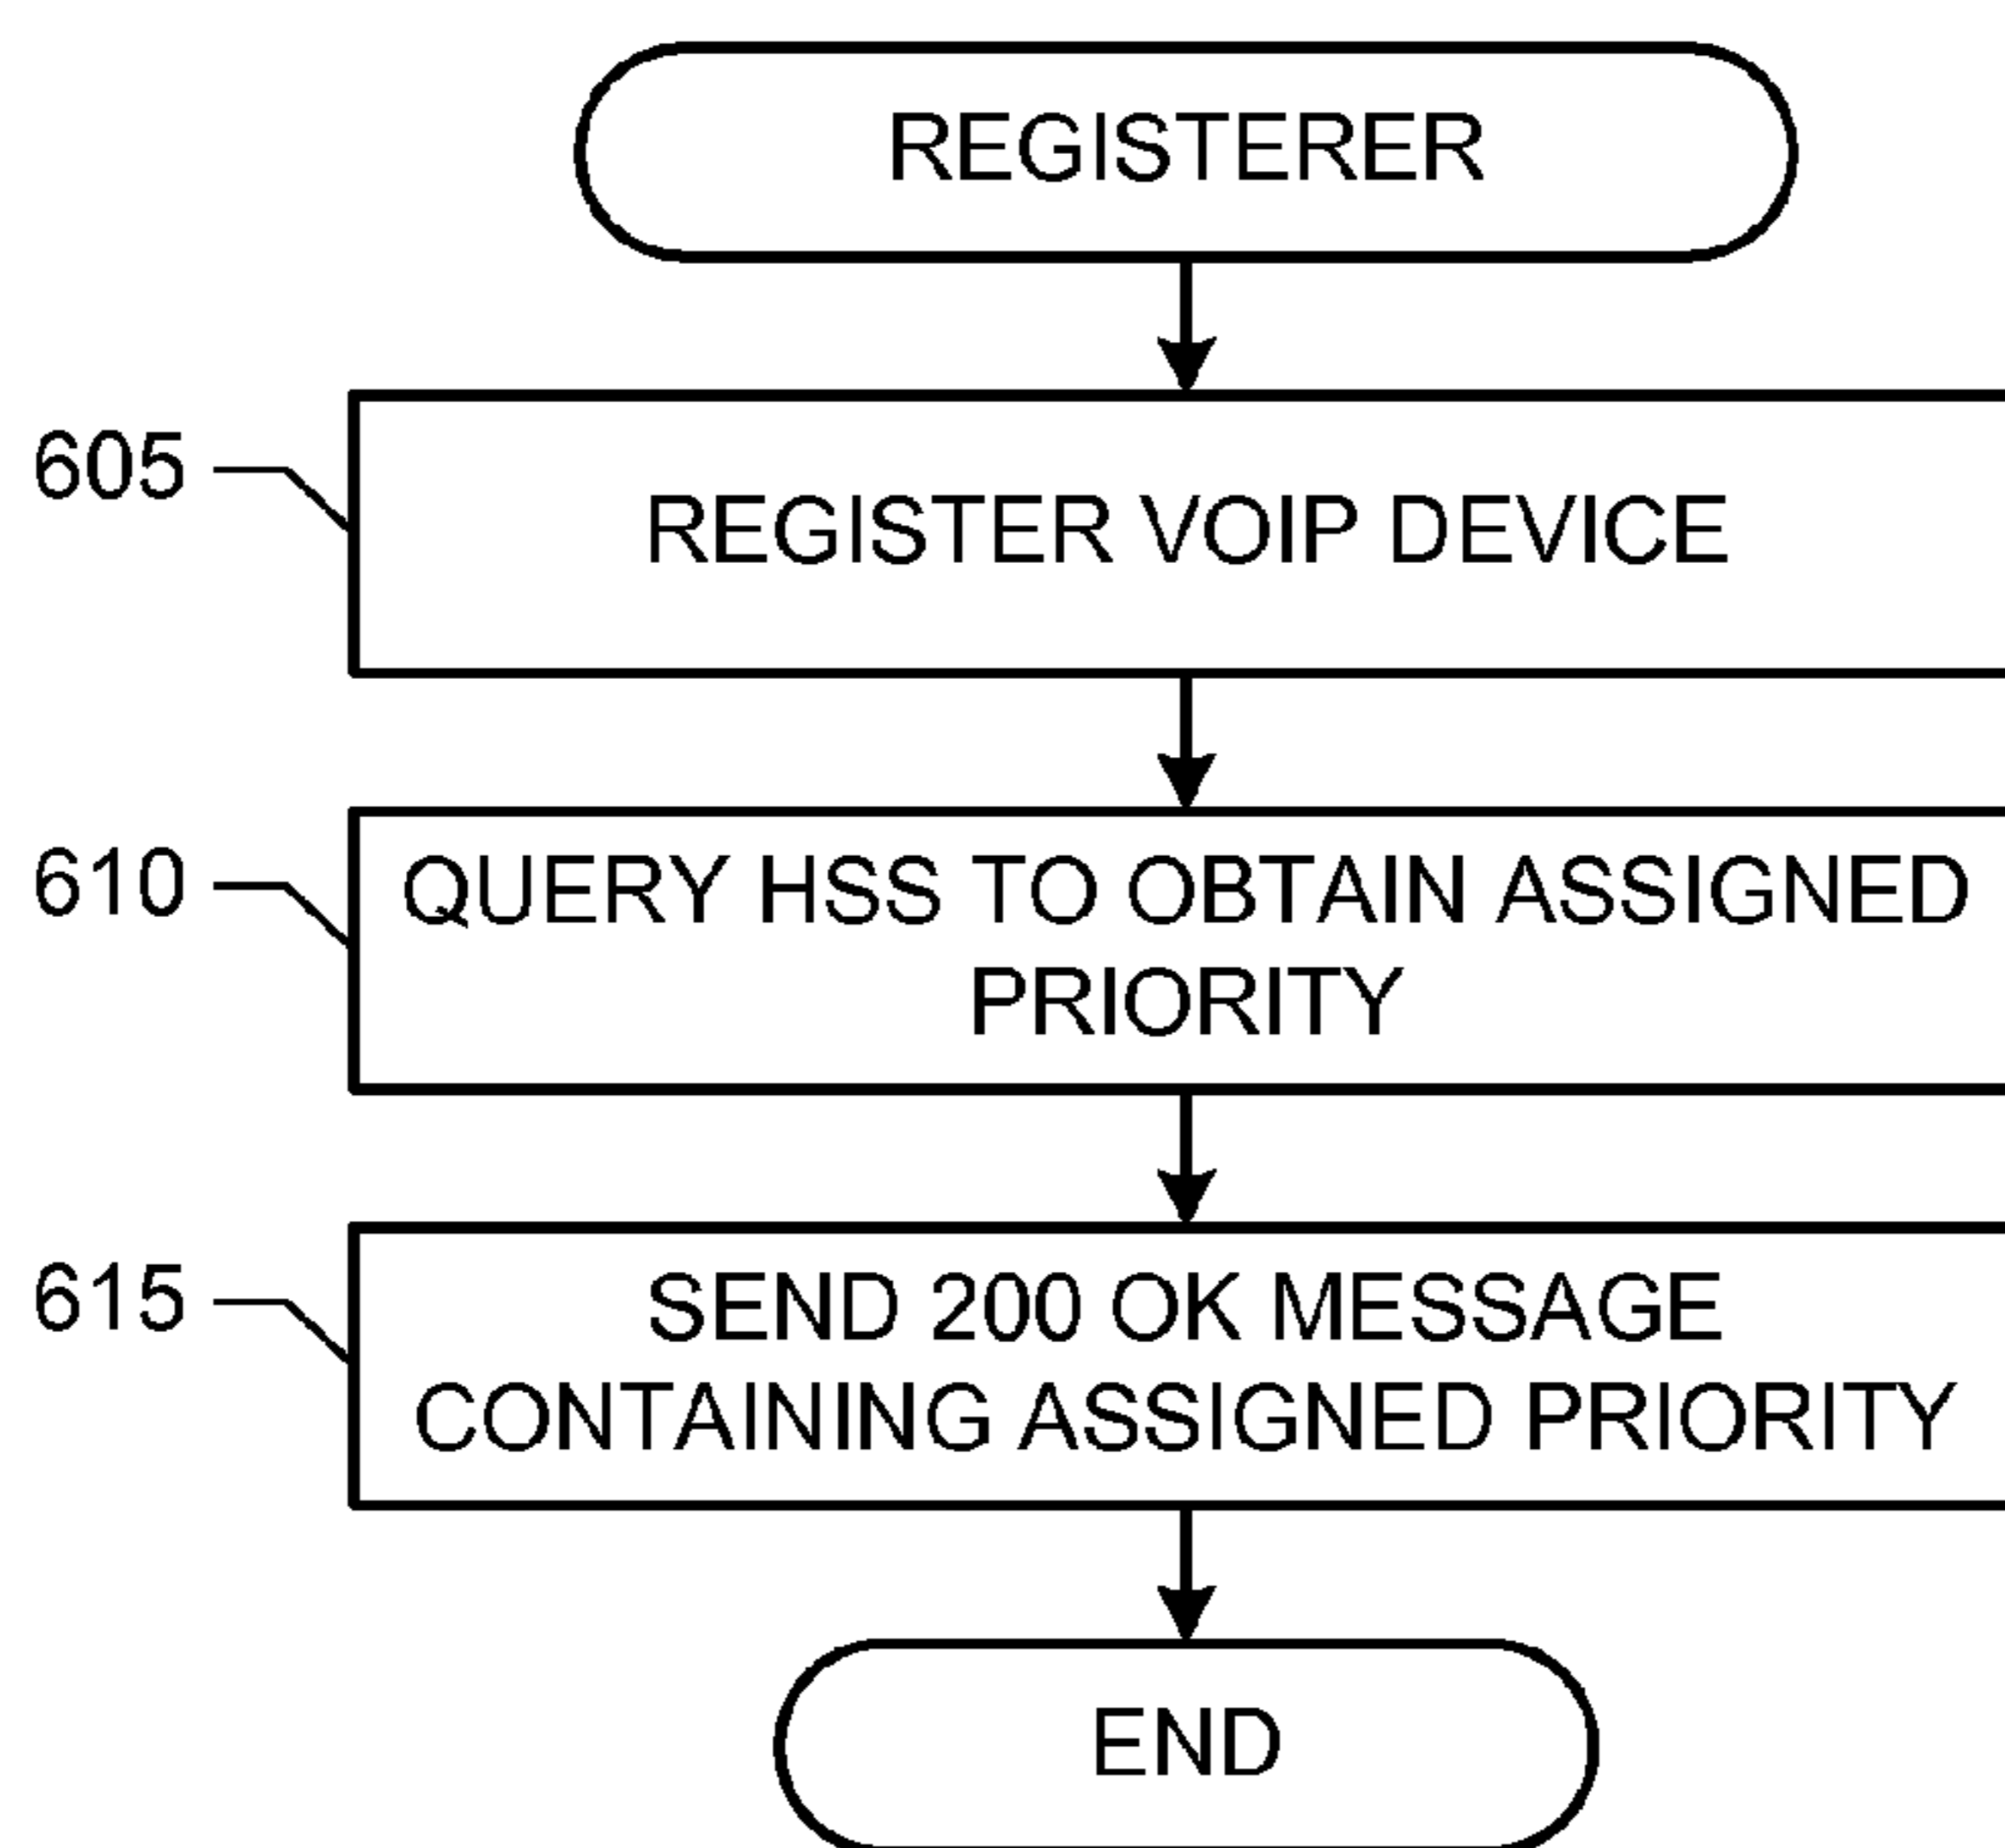 REGISTERER
605
REGISTER VOIP DEVICE
610
QUERY HSS TO OBTAIN ASSIGNED
PRIORITY
615
SEND 200 OK MESSAGE
CONTAINING ASSIGNED PRIORITY
END